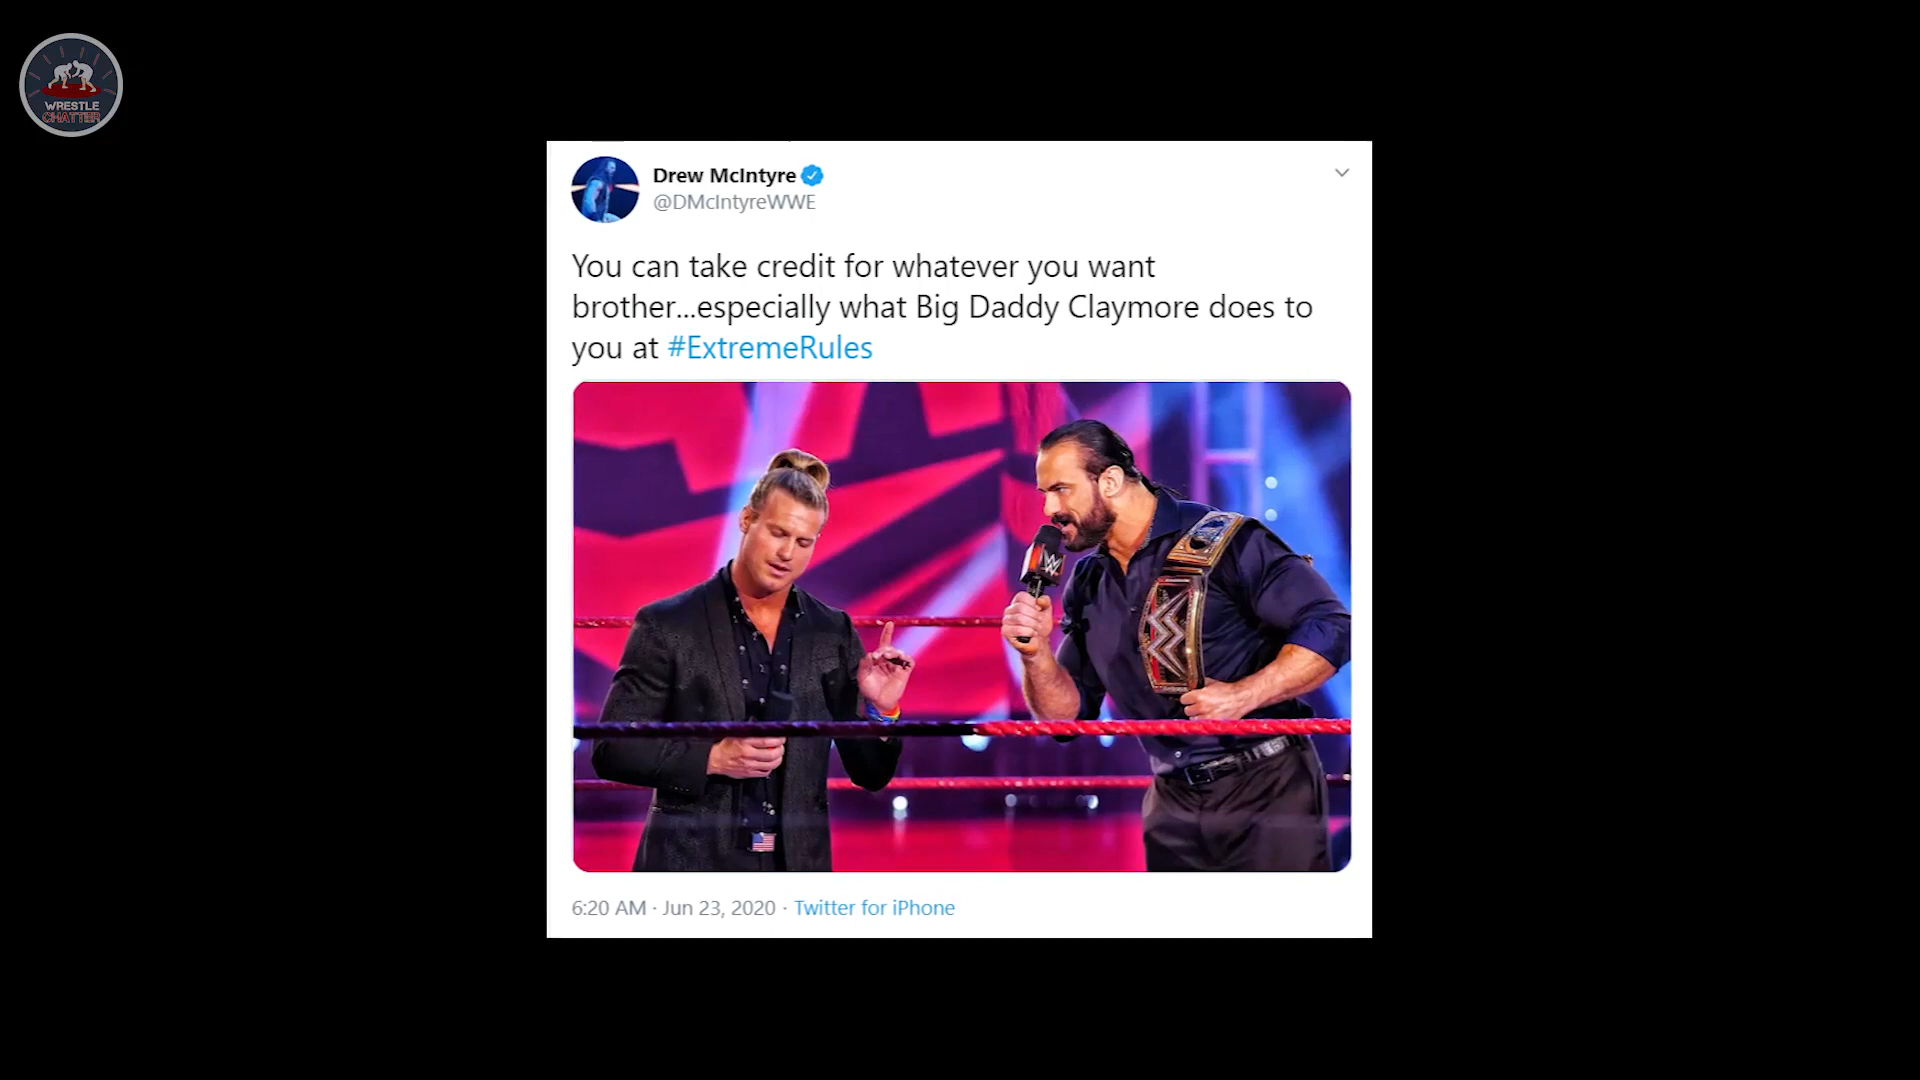 WRESTLE
CHATTER
Drew McIntyre
@DMcIntyreWWE
You can take credit for whatever you want
brother...especially what Big Daddy Claymore does to
you at #ExtremeRules
W
6:20 AM · Jun 23, 2020 · Twitter for iPhone